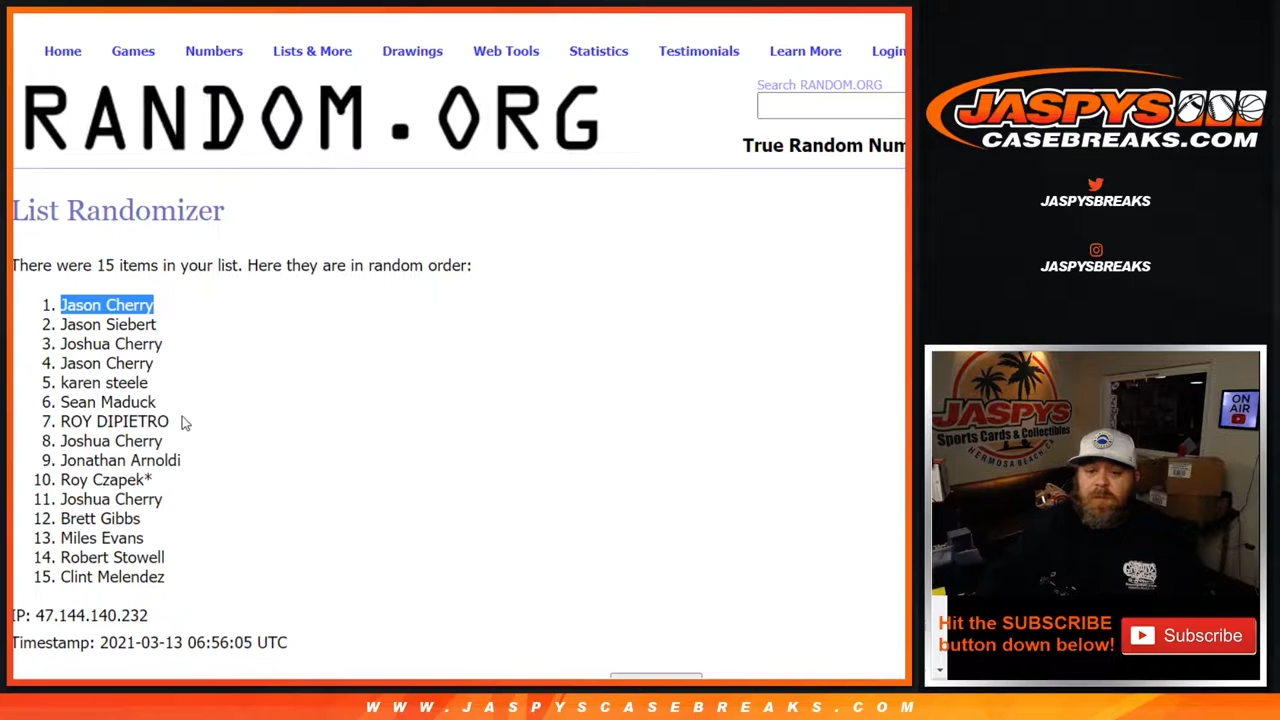 Home Games Numbers Lists & More Drawings Web Tools Statistics Testimonials Learn More Login
RANDOM.ORG
Search RANDOM.ORG
True Random Num
List Randomizer
There were 15 items in your list. Here they are in random order:
1. Jason Cherry
2. Jason Siebert
3. Joshua Cherry
4. Jason Cherry
5. karen steele
6. Sean Maduck
7. ROY DIPIETRO
8. Joshua Cherry
9. Jonathan Arnoldi
10. Roy Czapek*
11. Joshua Cherry
12. Brett Gibbs
13. Miles Evans
14. Robert Stowell
15. Clint Melendez
IP: 47.144.140.232
Timestamp: 2021-03-13 06:56:05 UTC
JASPYS
CASEBREAKS.COM
JASPYSBREAKS
JASPYSBREAKS
JASPYS
Sports Cards & Collectibles
HERMOSA BEACH, CA
ON
AIR
Hit the SUBSCRIBE
button down below!
Subscribe
WWW.JASPYSCASEBREAKS.COM